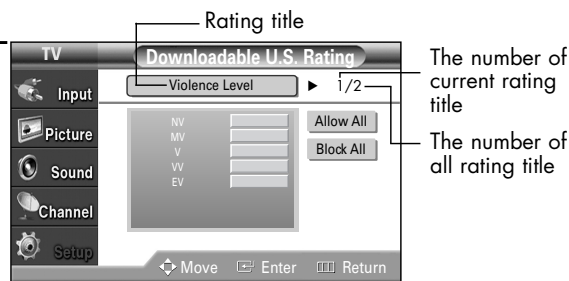 Rating title
TV
Downloadable U.S. Rating
Violence Level ► 1/2
The number of
current rating
title
The number of
all rating title
Input
Picture
Sound
Channel
Setup
NV
MV
V
VV
EV
Allow All
Block All
Move Enter Return